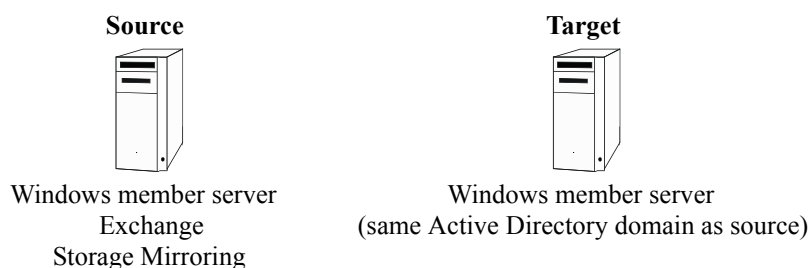 Source
Windows member server
Exchange
Storage Mirroring
Target
Windows member server
(same Active Directory domain as source)